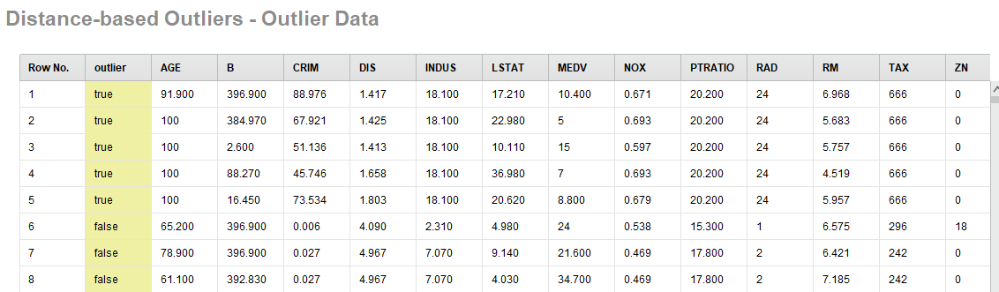 Distance-based Outliers - Outlier Data
Row No. outlier AGE B CRIM DIS INDUS LSTAT MEDV NOX PTRATIO RAD RM TAX ZN
1 true 91.900 396.900 88.976 1.417 18.100 17.210 10.400 0.671 20.200 24 6.968 666 0
2 true 100 384.970 67.921 1.425 18.100 22.980 5 0.693 20.200 24 5.683 666 0
3 true 100 2.600 51.136 1.413 18.100 10.110 15 0.597 20.200 24 5.757 666 0
4 true 100 88.270 45.746 1.658 18.100 36.980 7 0.693 20.200 24 4.519 666 0
5 true 100 16.450 73.534 1.803 18.100 20.620 8.800 0.679 20.200 24 5.957 666 0
6 false 65.200 396.900 0.006 4.090 2.310 4.980 24 0.538 15.300 1 6.575 296 18
7 false 78.900 396.900 0.027 4.967 7.070 9.140 21.600 0.469 17.800 2 6.421 242 0
8 false 61.100 392.830 0.027 4.967 7.070 4.030 34.700 0.469 17.800 2 7.185 242 0